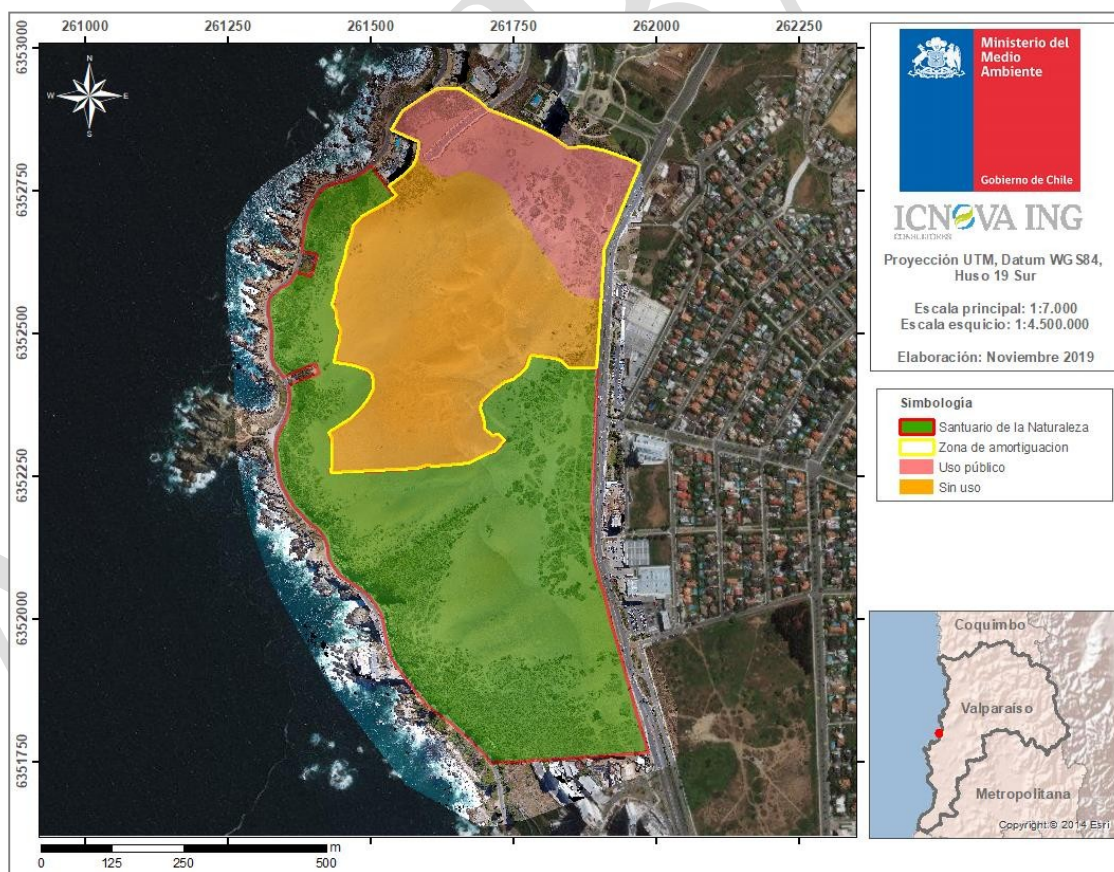 261000 261250 261500 261750 262000 262250
6353000
6352750
6352500
6352250
6352000
6351750
N
W E
S
0 125 250 500
m
Ministerio del
Medio
Ambiente
Gobierno de Chile
ICNOVA ING
CONSULTORES
Proyección UTM, Datum WGS84,
Huso 19 Sur
Escala principal: 1:7.000
Escala esquicio: 1:4.500.000
Elaboración: Noviembre 2019
Simbología
Santuario de la Naturaleza
Zona de amortiguacion
Uso público
Sin uso
Coquimbo
Valparaíso
Metropolitana
Copyright © 2014 Esri